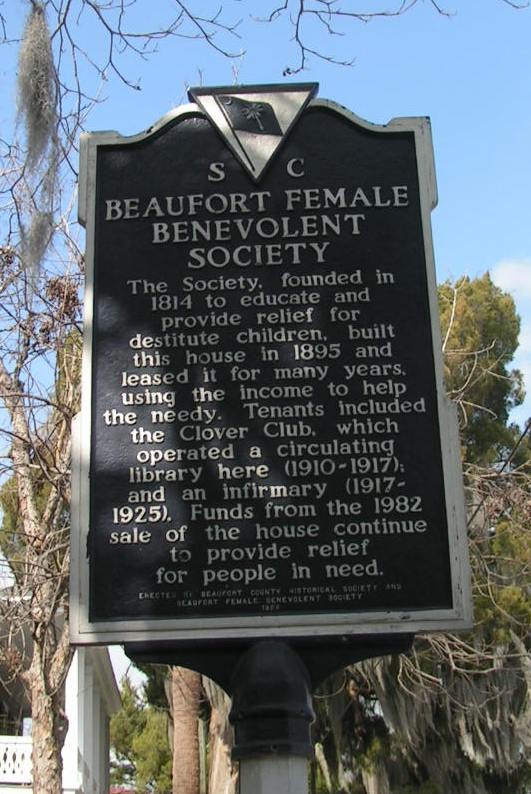 S C
BEAUFORT FEMALE
BENEVOLENT
SOCIETY
The Society, founded in
1814 to educate and
provide relief for
destitute children, built
this house in 1895 and
leased it for many years,
using the income to help
the needy. Tenants included
the Clover Club, which
operated a circulating
library here (1910-1917);
and an infirmary (1917-
1925). Funds from the 1982
sale of the house continue
to provide relief
for people in need.
ERECTED BY BEAUFORT COUNTY HISTORICAL SOCIETY AND
BEAUFORT FEMALE BENEVOLENT SOCIETY